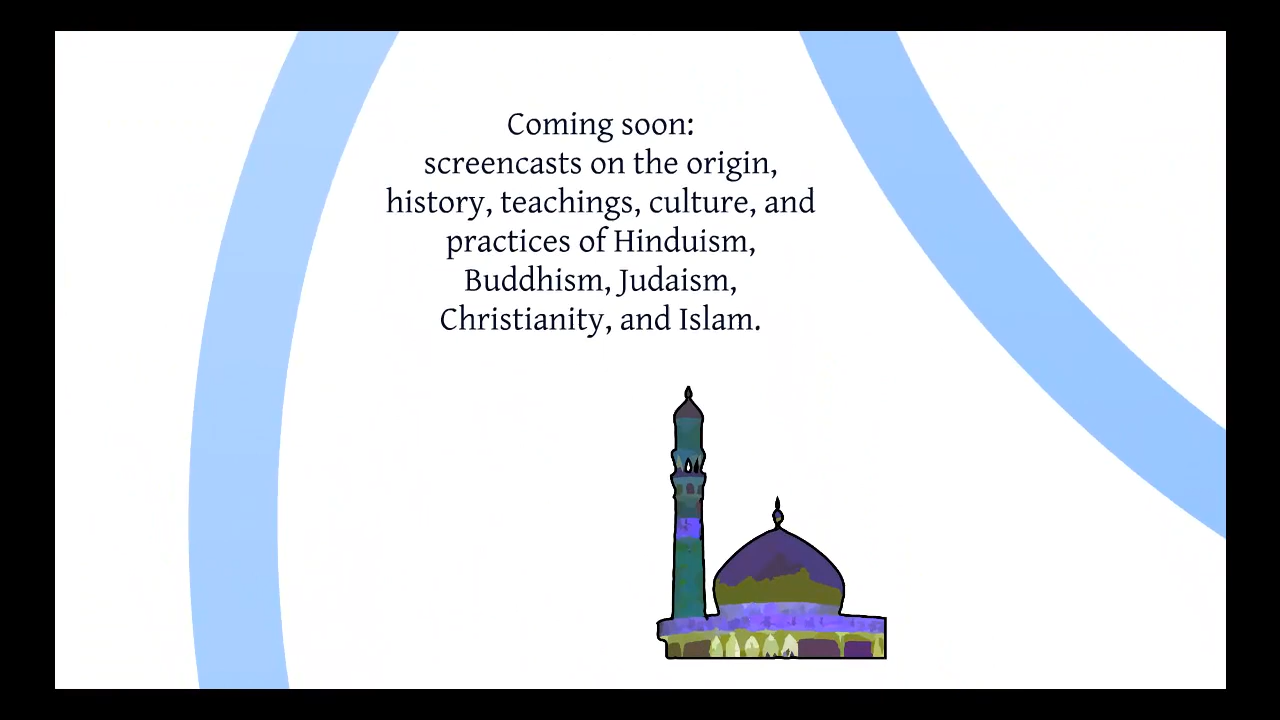 Coming soon:
screencasts on the origin,
history, teachings, culture, and
practices of Hinduism,
Buddhism, Judaism,
Christianity, and Islam.